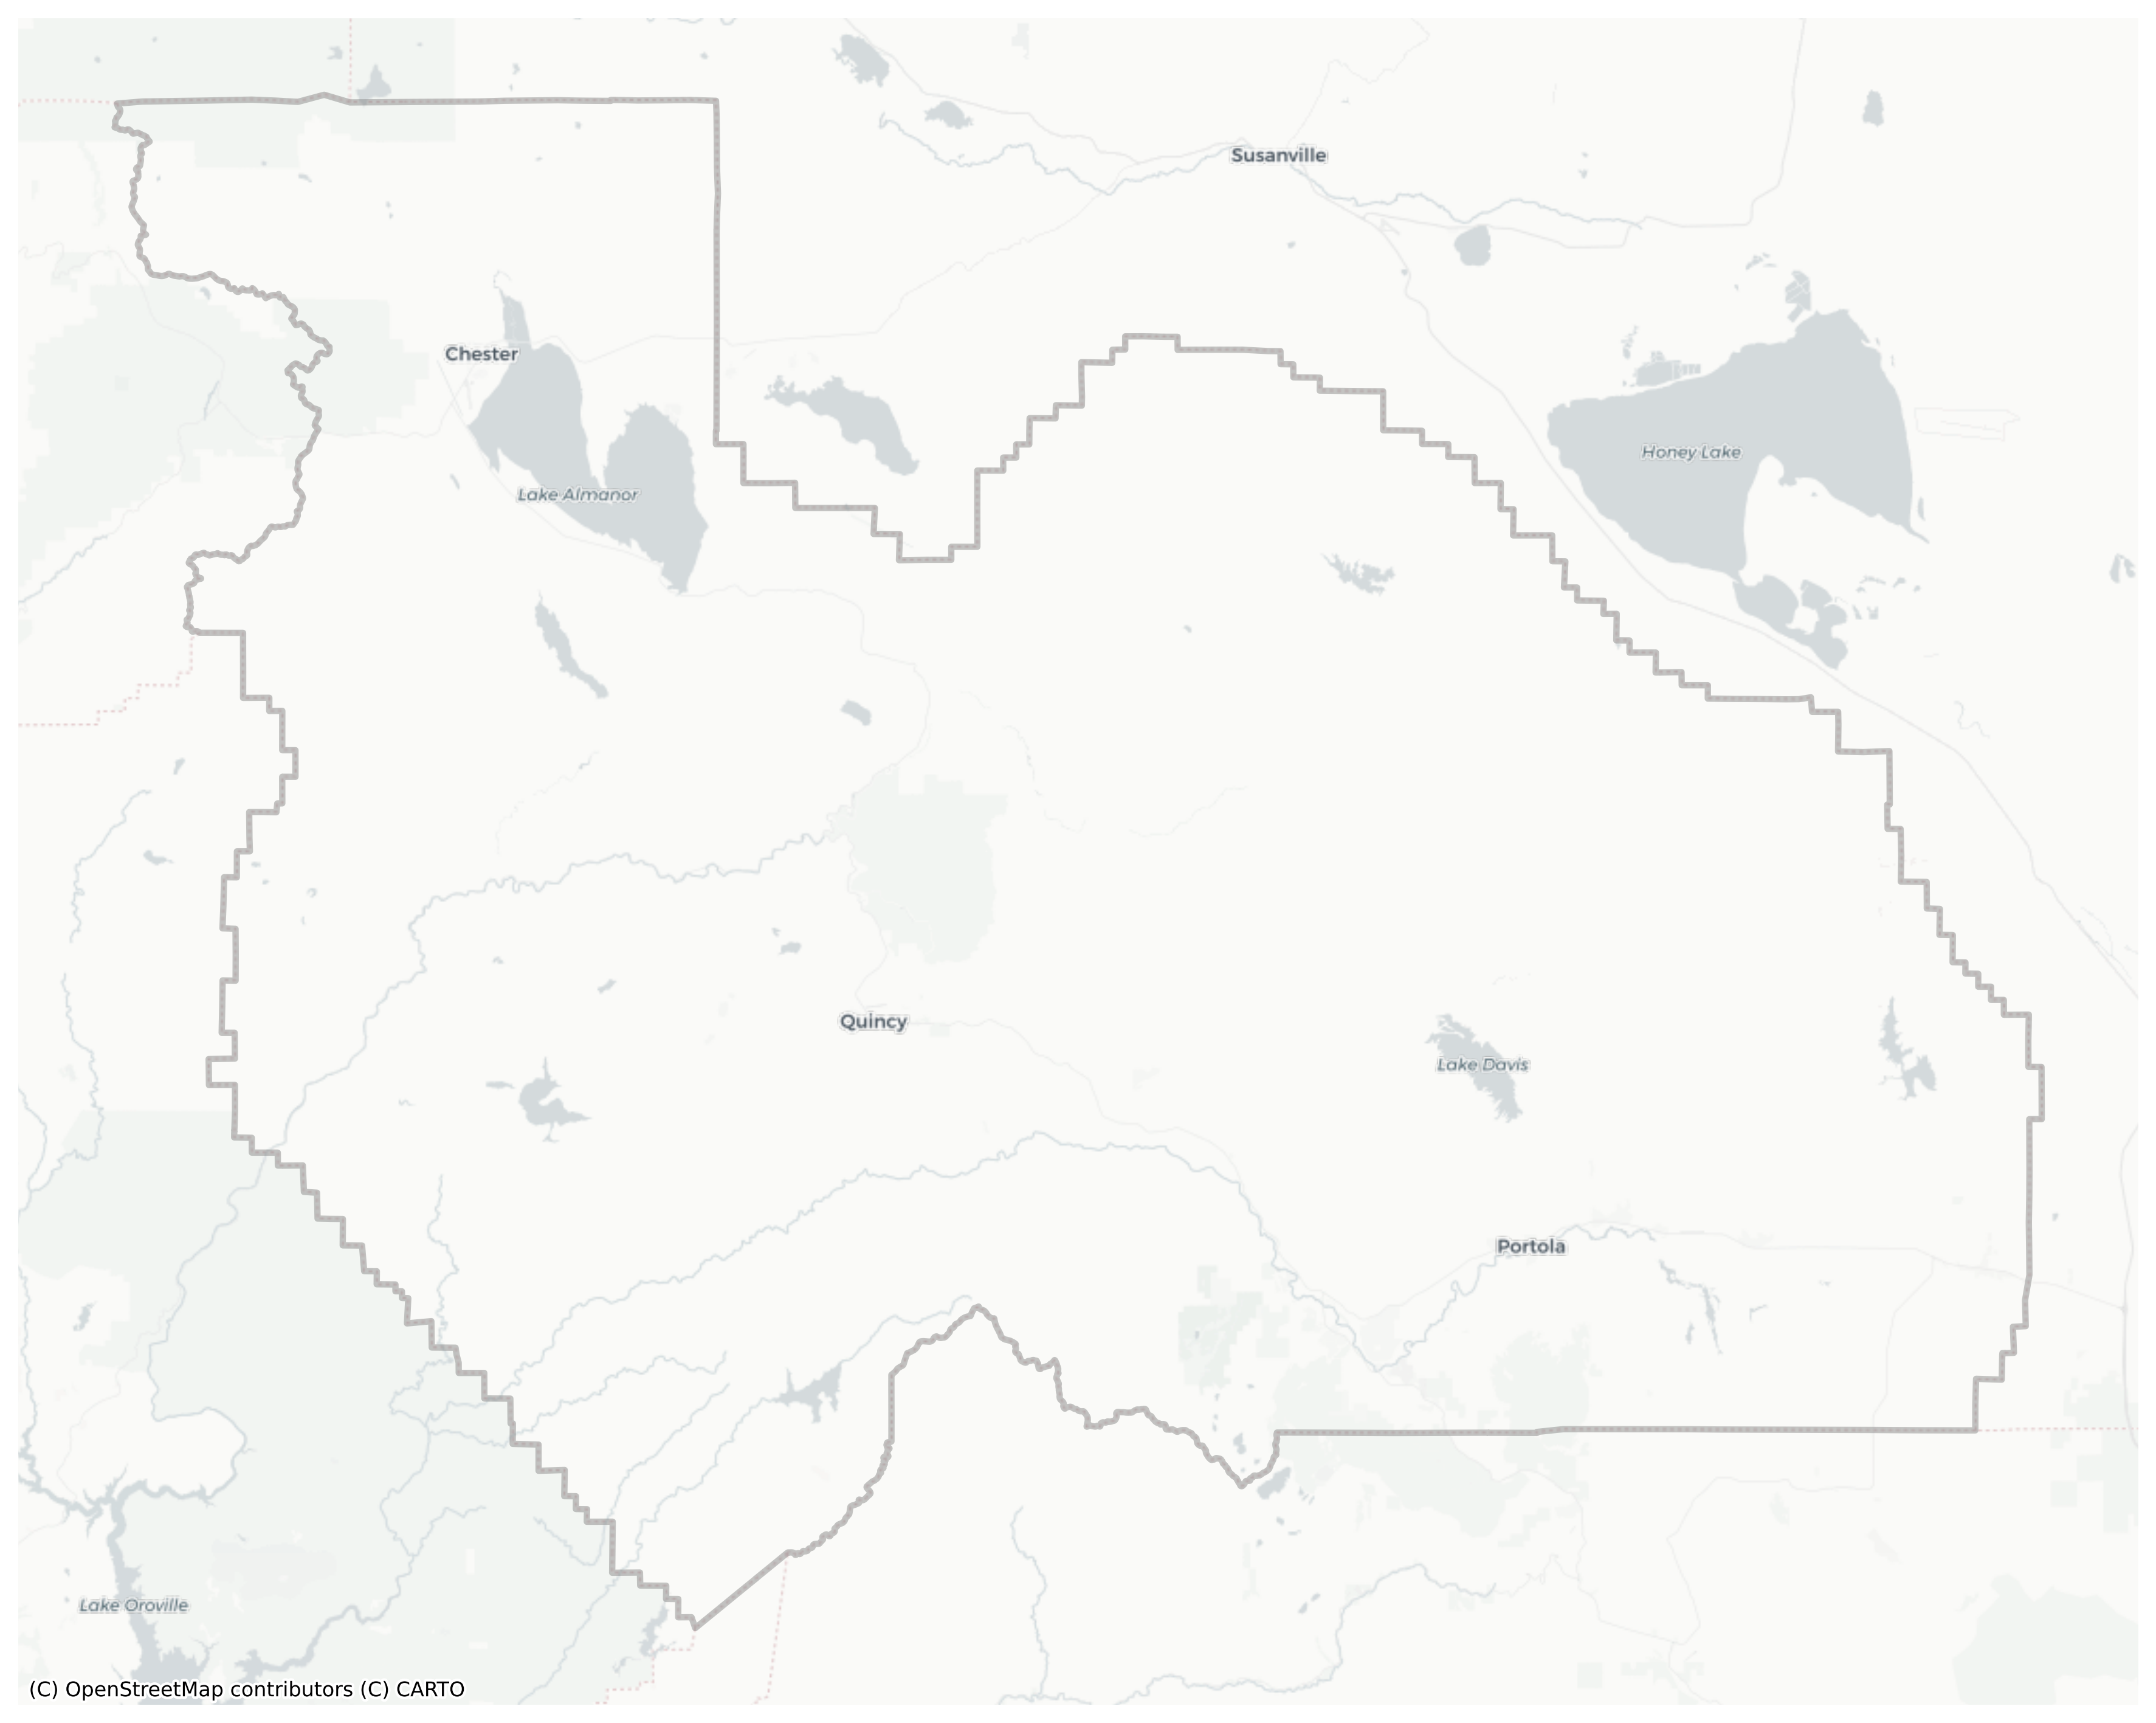 Susanville
Chester
Honey Lake
Lake Almanor
Quincy
Lake Davis
Portola
Lake Oroville
(C) OpenStreetMap contributors (C) CARTO